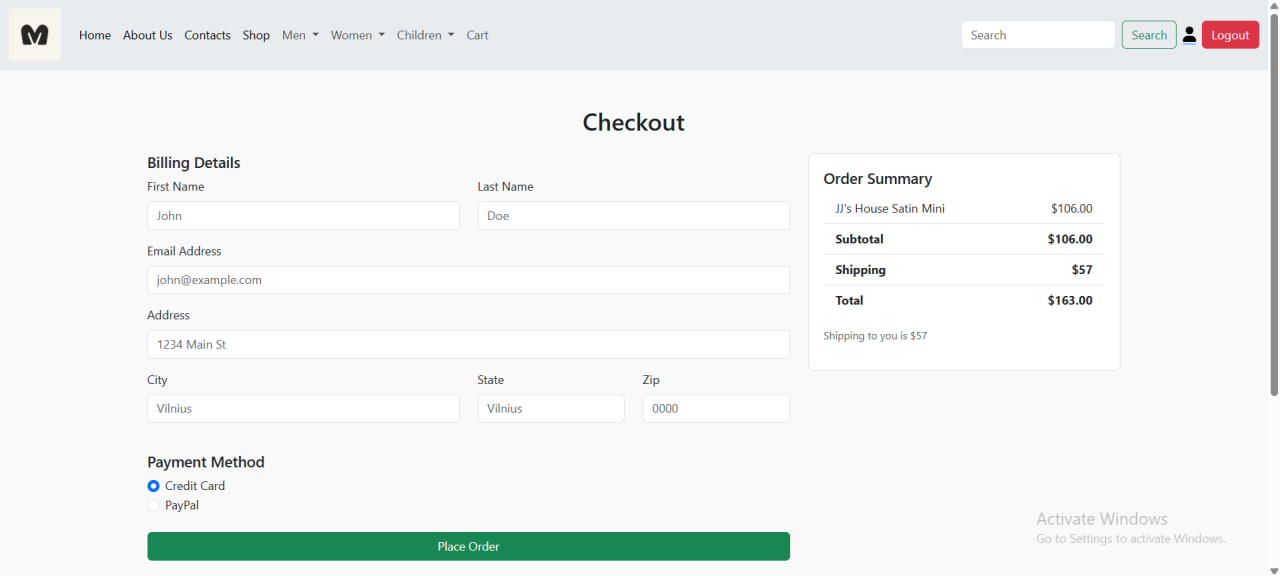 M
Home About Us Contacts Shop Men Women Children Cart Search Search Logout
Checkout
Billing Details
First Name Last Name
John Doe
Email Address
john@example.com
Address
1234 Main St
City State Zip
Vilnius Vilnius 0000
Payment Method
Credit Card
PayPal
Place Order
Order Summary
JJ's House Satin Mini $106.00
Subtotal $106.00
Shipping $57
Total $163.00
Shipping to you is $57
Activate Windows
Go to Settings to activate Windows.